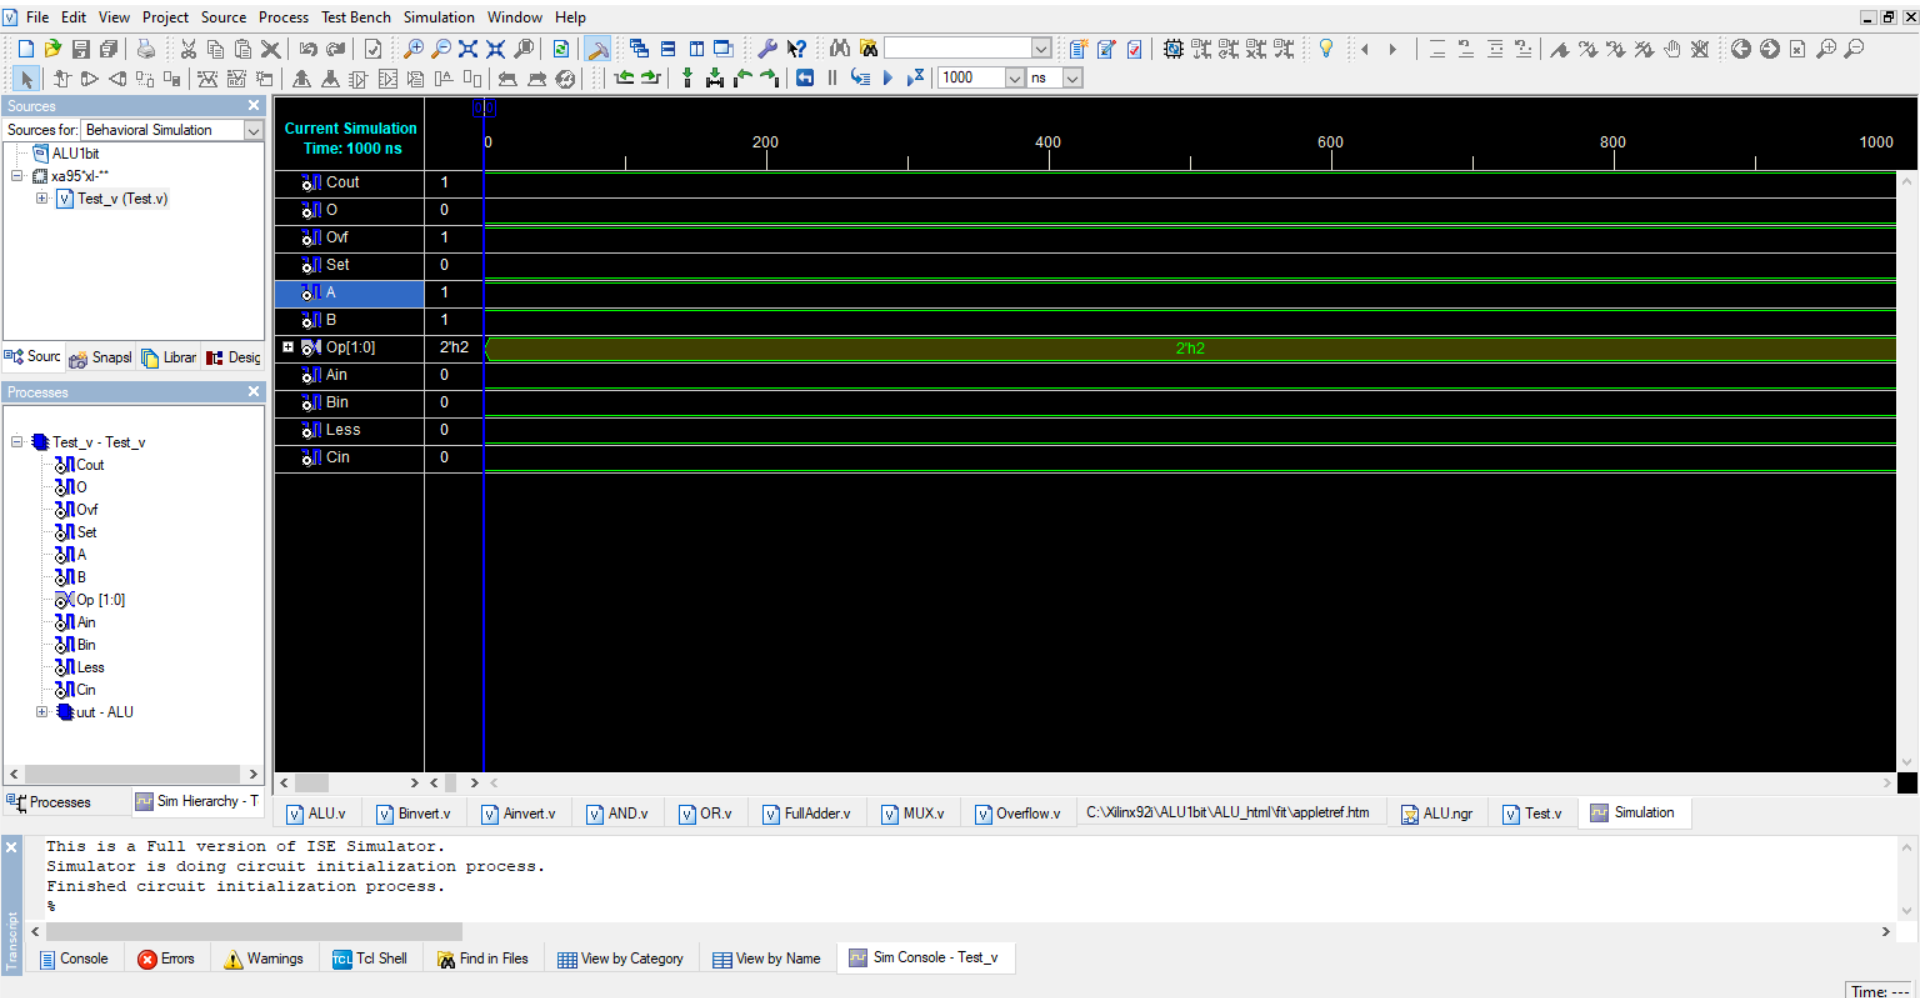 File Edit View Project Source Process Test Bench Simulation Window Help
1000 ns
Sources
Sources for: Behavioral Simulation
ALU1bit
xa95*xl-**
Test_v (Test.v)
Sourc Snapsl Librar Desig
Processes
Test_v - Test_v
Cout
O
Ovf
Set
A
B
Op [1:0]
Ain
Bin
Less
Cin
uut - ALU
Processes Sim Hierarchy - T
Current Simulation
Time: 1000 ns
0 200 400 600 800 1000
Cout 1
O 0
Ovf 1
Set 0
A 1
B 1
Op[1:0] 2'h2 2'h2
Ain 0
Bin 0
Less 0
Cin 0
ALU.v Binvert.v Ainvert.v AND.v OR.v FullAdder.v MUX.v Overflow.v C:\Xilinx92i\ALU1bit\ALU_html\fit\appletref.htm ALU.ngr Test.v Simulation
This is a Full version of ISE Simulator.
Simulator is doing circuit initialization process.
Finished circuit initialization process.
%
Transcript
Console Errors Warnings TCL Tcl Shell Find in Files View by Category View by Name Sim Console - Test_v
Time: ---